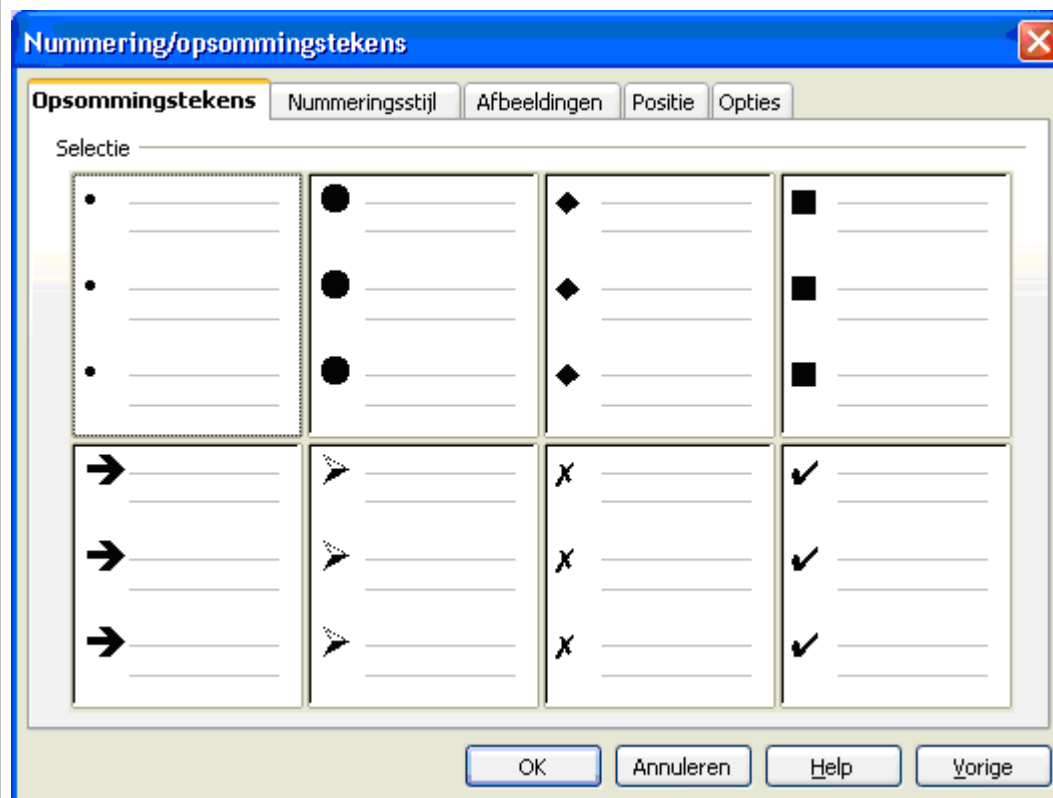 Nummering/opsommingstekens
Opsommingstekens Nummeringsstijl Afbeeldingen Positie Opties
Selectie
OK Annuleren Help Vorige